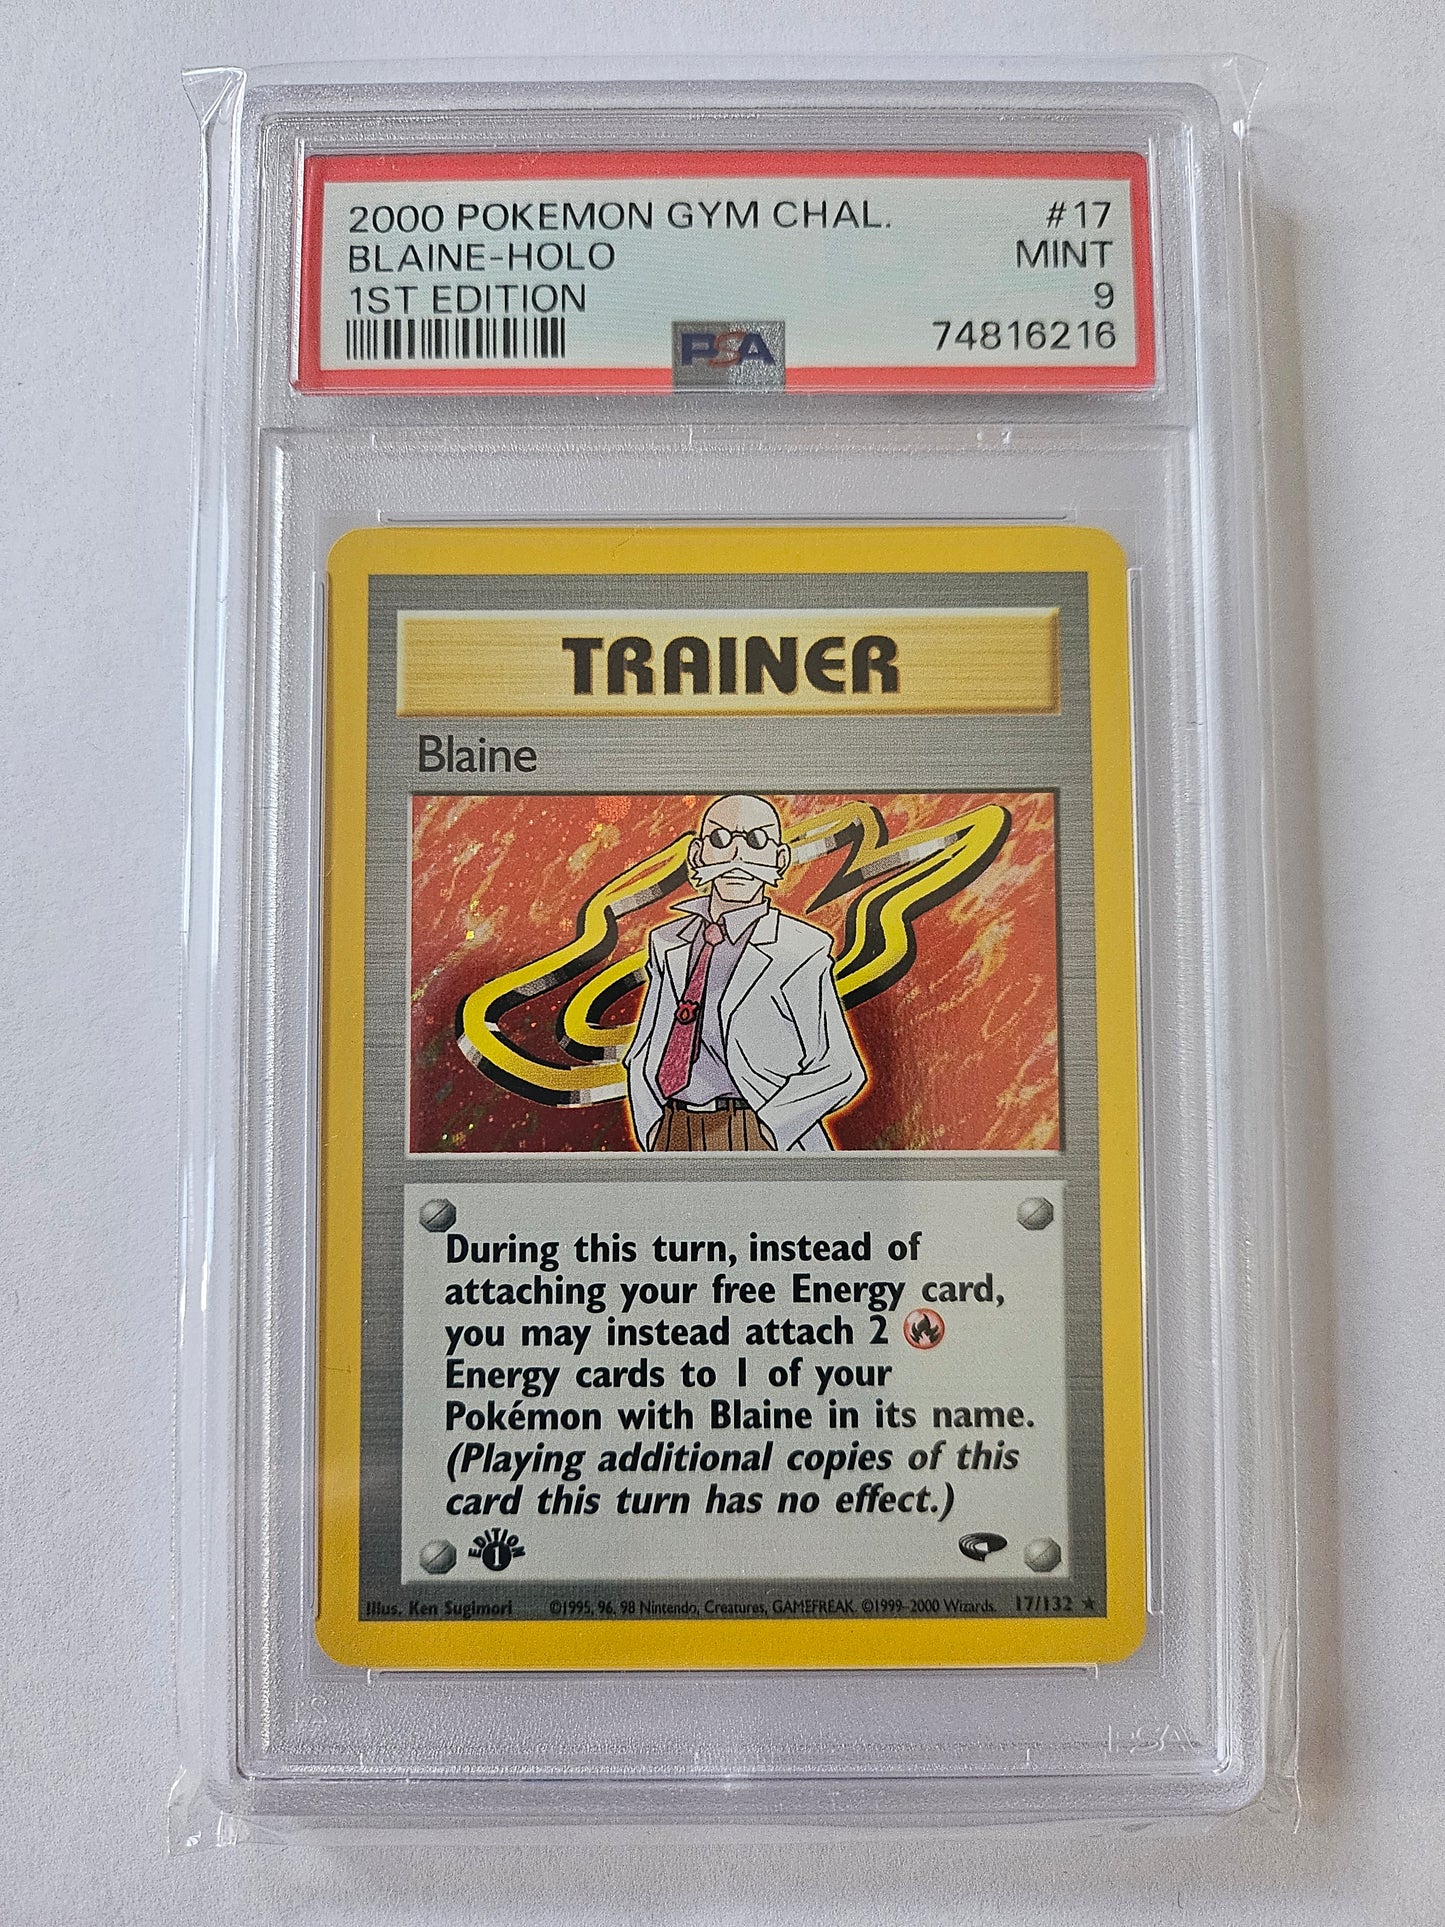 2000 POKEMON GYM CHAL. #17
BLAINE-HOLO MINT
1ST EDITION 9
PSA 74816216
TRAINER
Blaine
During this turn, instead of
attaching your free Energy card,
you may instead attach 2
Energy cards to 1 of your
Pokémon with Blaine in its name.
(Playing additional copies of this
card this turn has no effect.)
EDITION
1
Illus. Ken Sugimori ©1995, 96, 98 Nintendo, Creatures, GAMEFREAK. ©1999-2000 Wizards. 17/132 ★
PSA